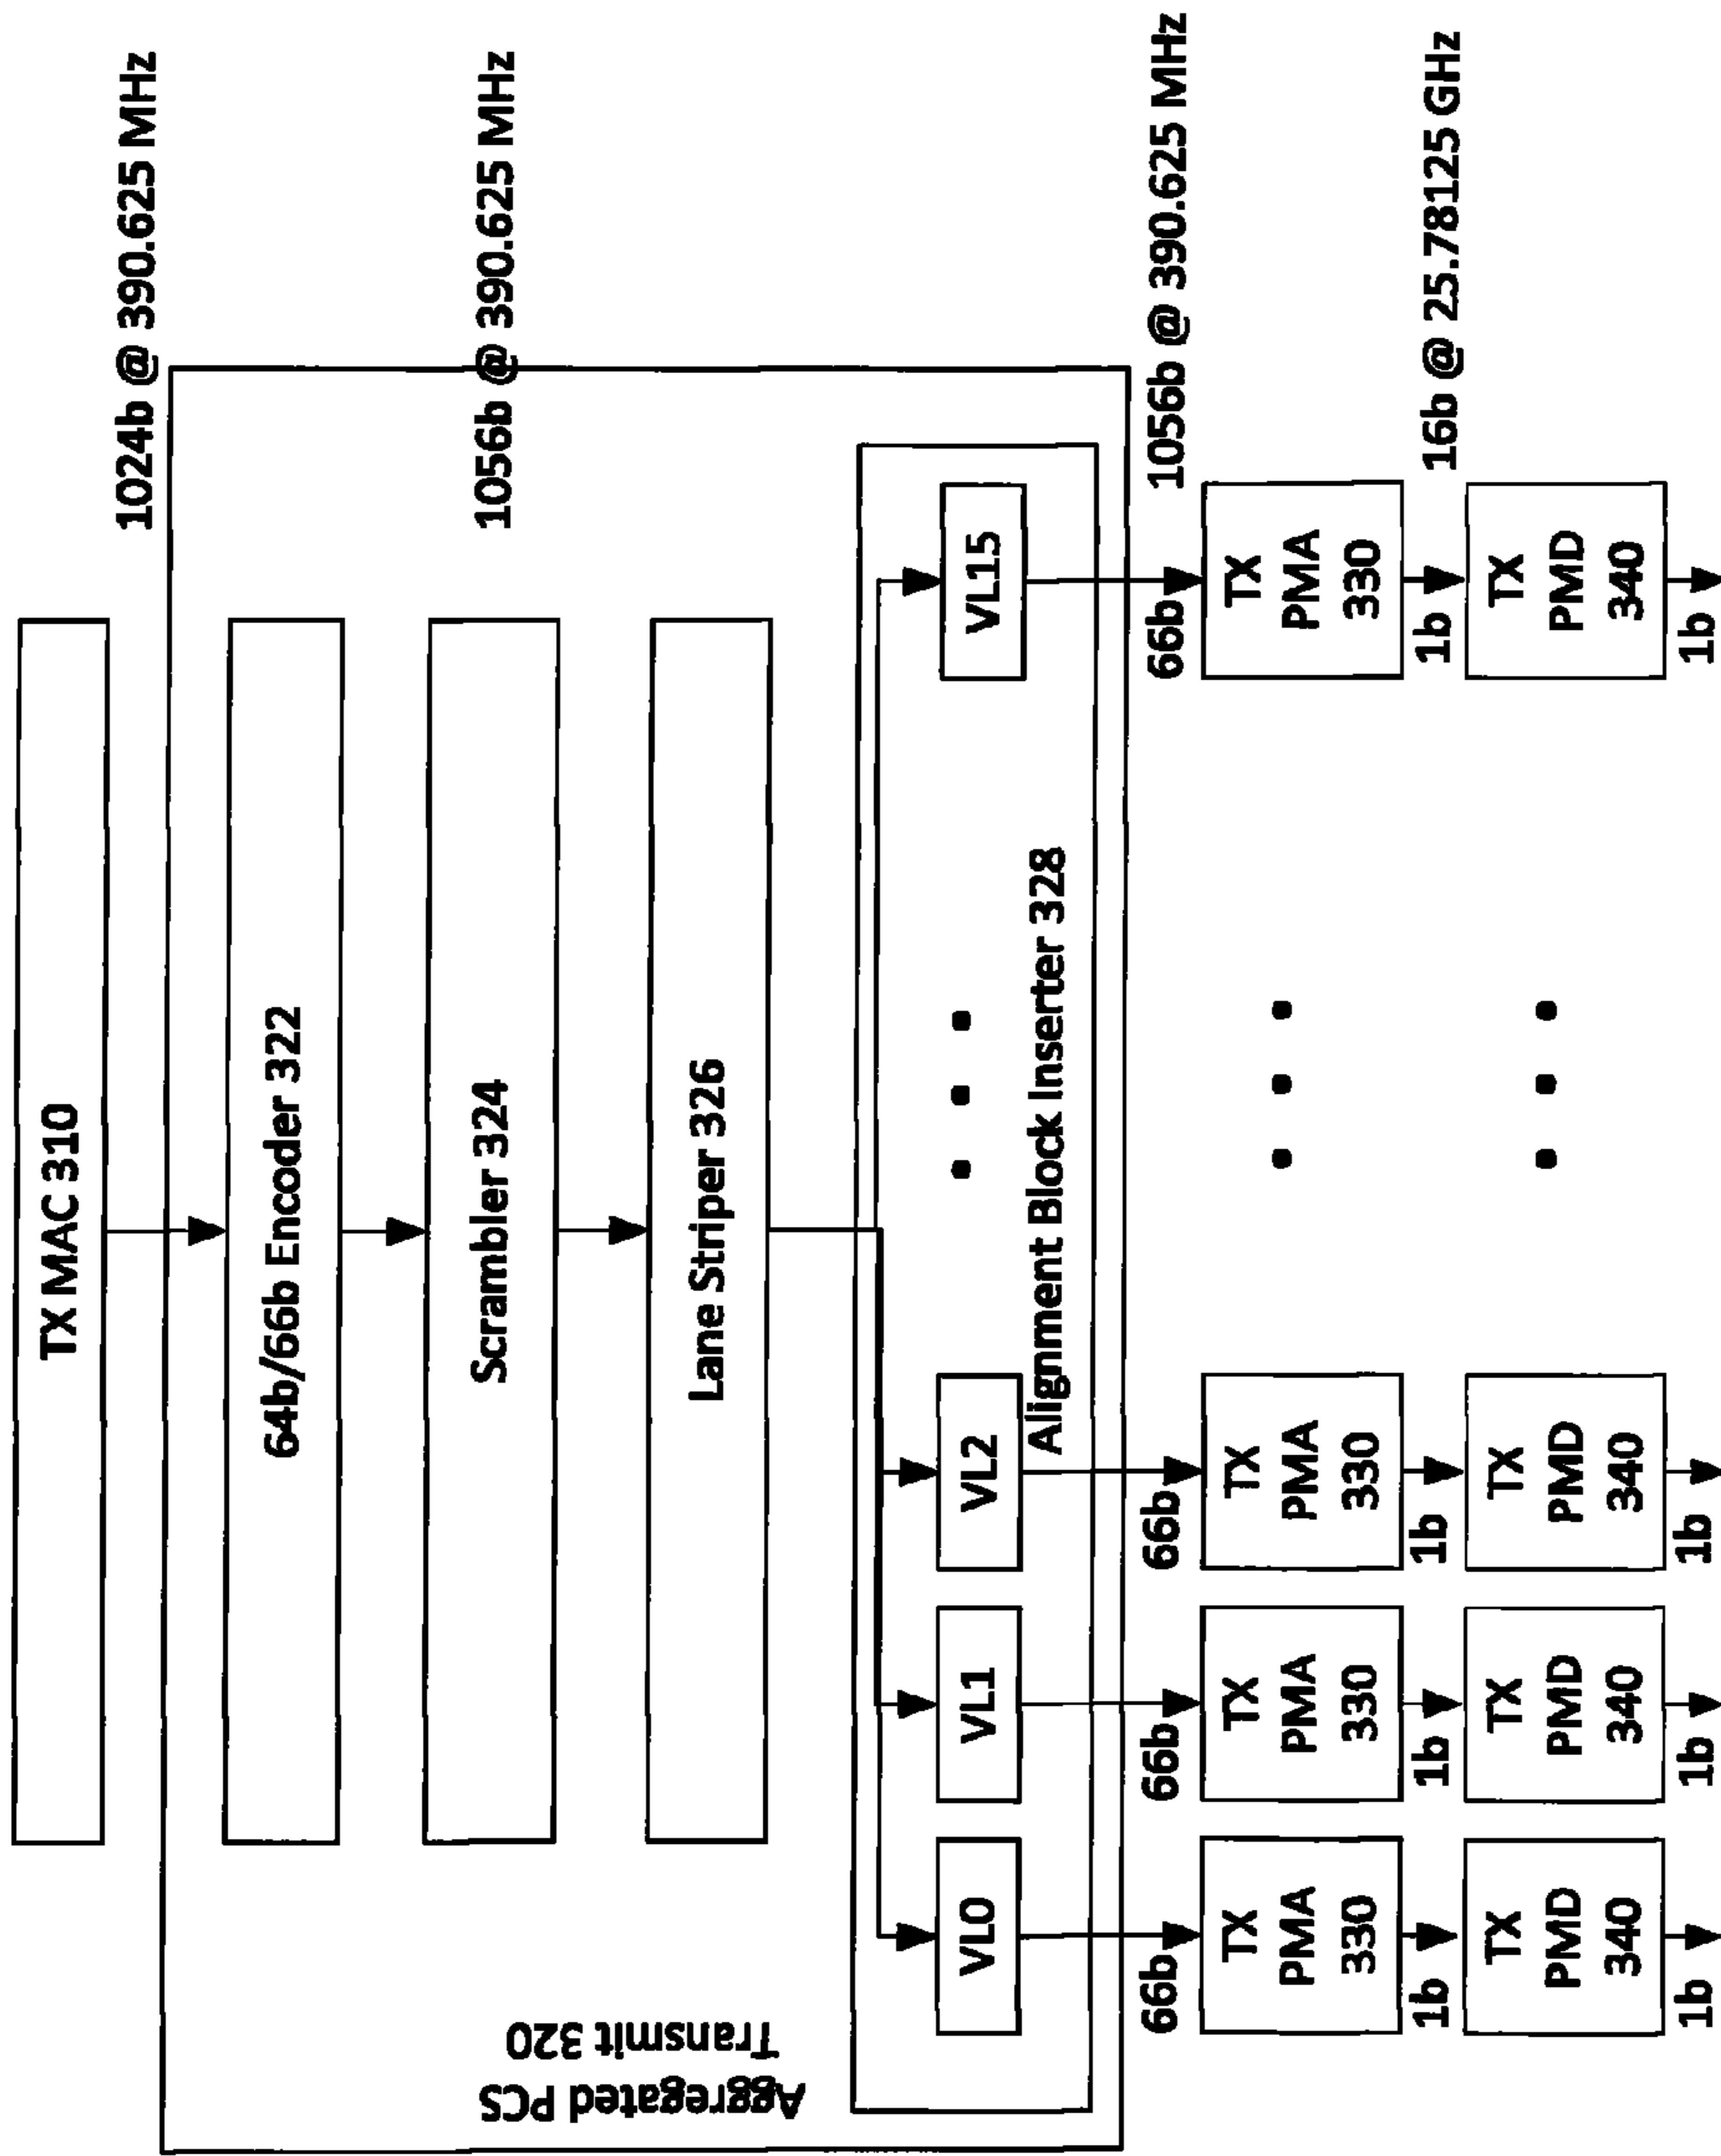 TX MAC 310
1024b @ 390.625 MHz
Aggregated PCS
Transmit 320
64b/66b Encoder 322
1056b @ 390.625 MHz
Scrambler 324
Lane Striper 326
VL0
VL1
VL2
VL15
Alignment Block Inserter 328
1056b @ 390.625 MHz
66b
66b
66b
66b
TX
PMA
330
TX
PMA
330
TX
PMA
330
TX
PMA
330
16b @ 25.78125 GHz
1b
1b
1b
1b
TX
PMD
340
TX
PMD
340
TX
PMD
340
TX
PMD
340
1b
1b
1b
1b